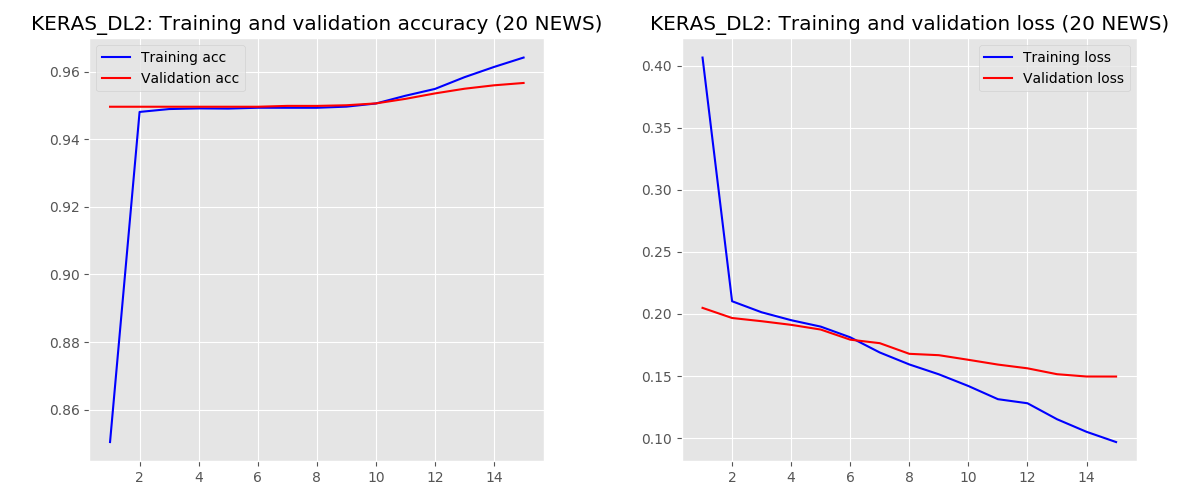 KERAS_DL2: Training and validation accuracy (20 NEWS)
Training acc
Validation acc
0.96
0.94
0.92
0.90
0.88
0.86
2 4 6 8 10 12 14
KERAS_DL2: Training and validation loss (20 NEWS)
Training loss
Validation loss
0.40
0.35
0.30
0.25
0.20
0.15
0.10
2 4 6 8 10 12 14